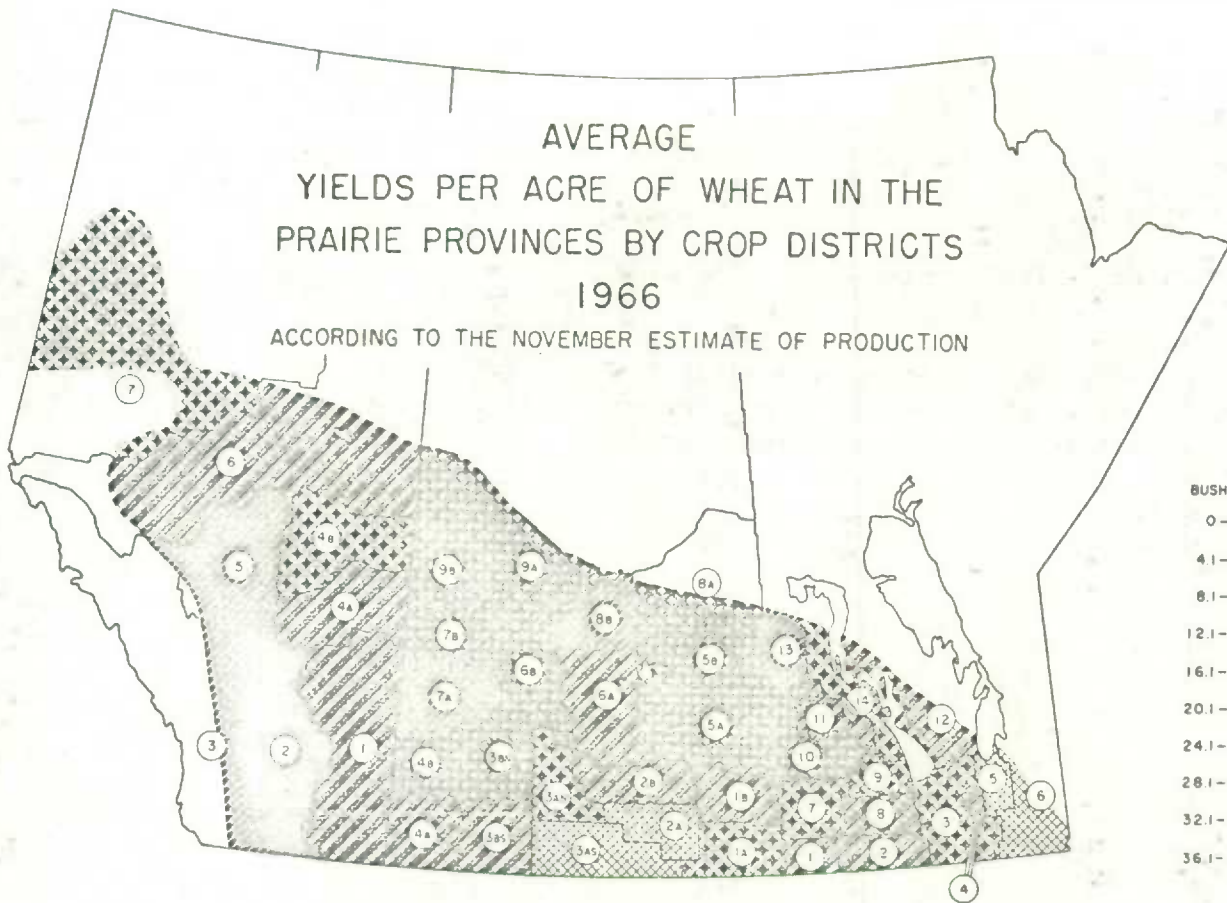 AVERAGE
YIELDS PER ACRE OF WHEAT IN THE
PRAIRIE PROVINCES BY CROP DISTRICTS
1966
ACCORDING TO THE NOVEMBER ESTIMATE OF PRODUCTION
7
6
BUSH
0-
4.1-
8.1-
12.1-
16.1-
20.1-
24.1-
28.1-
32.1-
36.1-
4B
5
9B
9A
8A
4A
8B
7B
13
5B
6B
6A
7A
14
11
12
5A
3
2
1
4B
3BN
10
9
5
2B
3AN
1B
7
8
6
3
2A
4A
3BS
3AS
1A
1
2
4